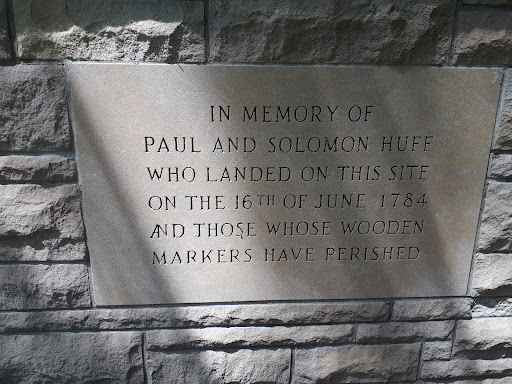 IN MEMORY OF
PAUL AND SOLOMON HUFF
WHO LANDED ON THIS SITE
ON THE 16TH OF JUNE 1784
AND THOSE WHOSE WOODEN
MARKERS HAVE PERISHED